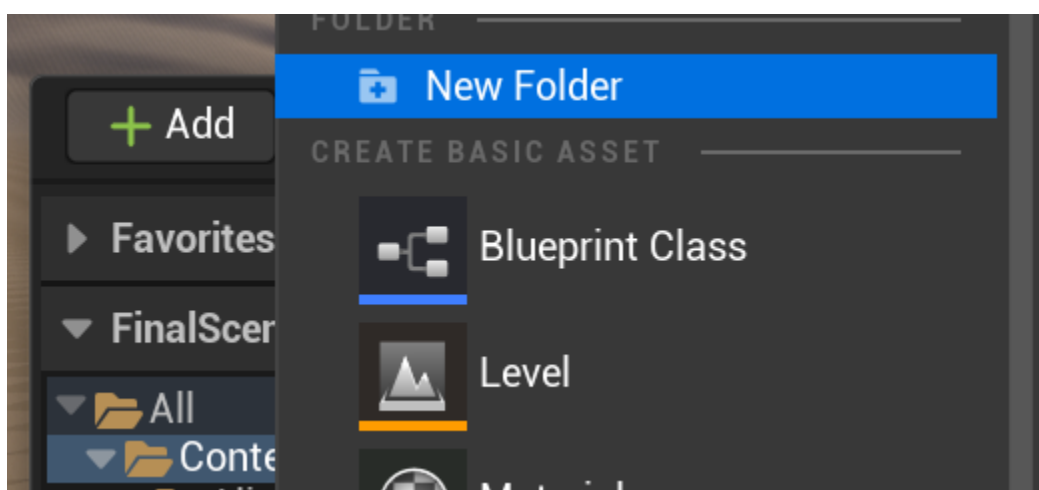 FOLDER
New Folder
Add
CREATE BASIC ASSET
Favorites
Blueprint Class
FinalScen
Level
All
Conte